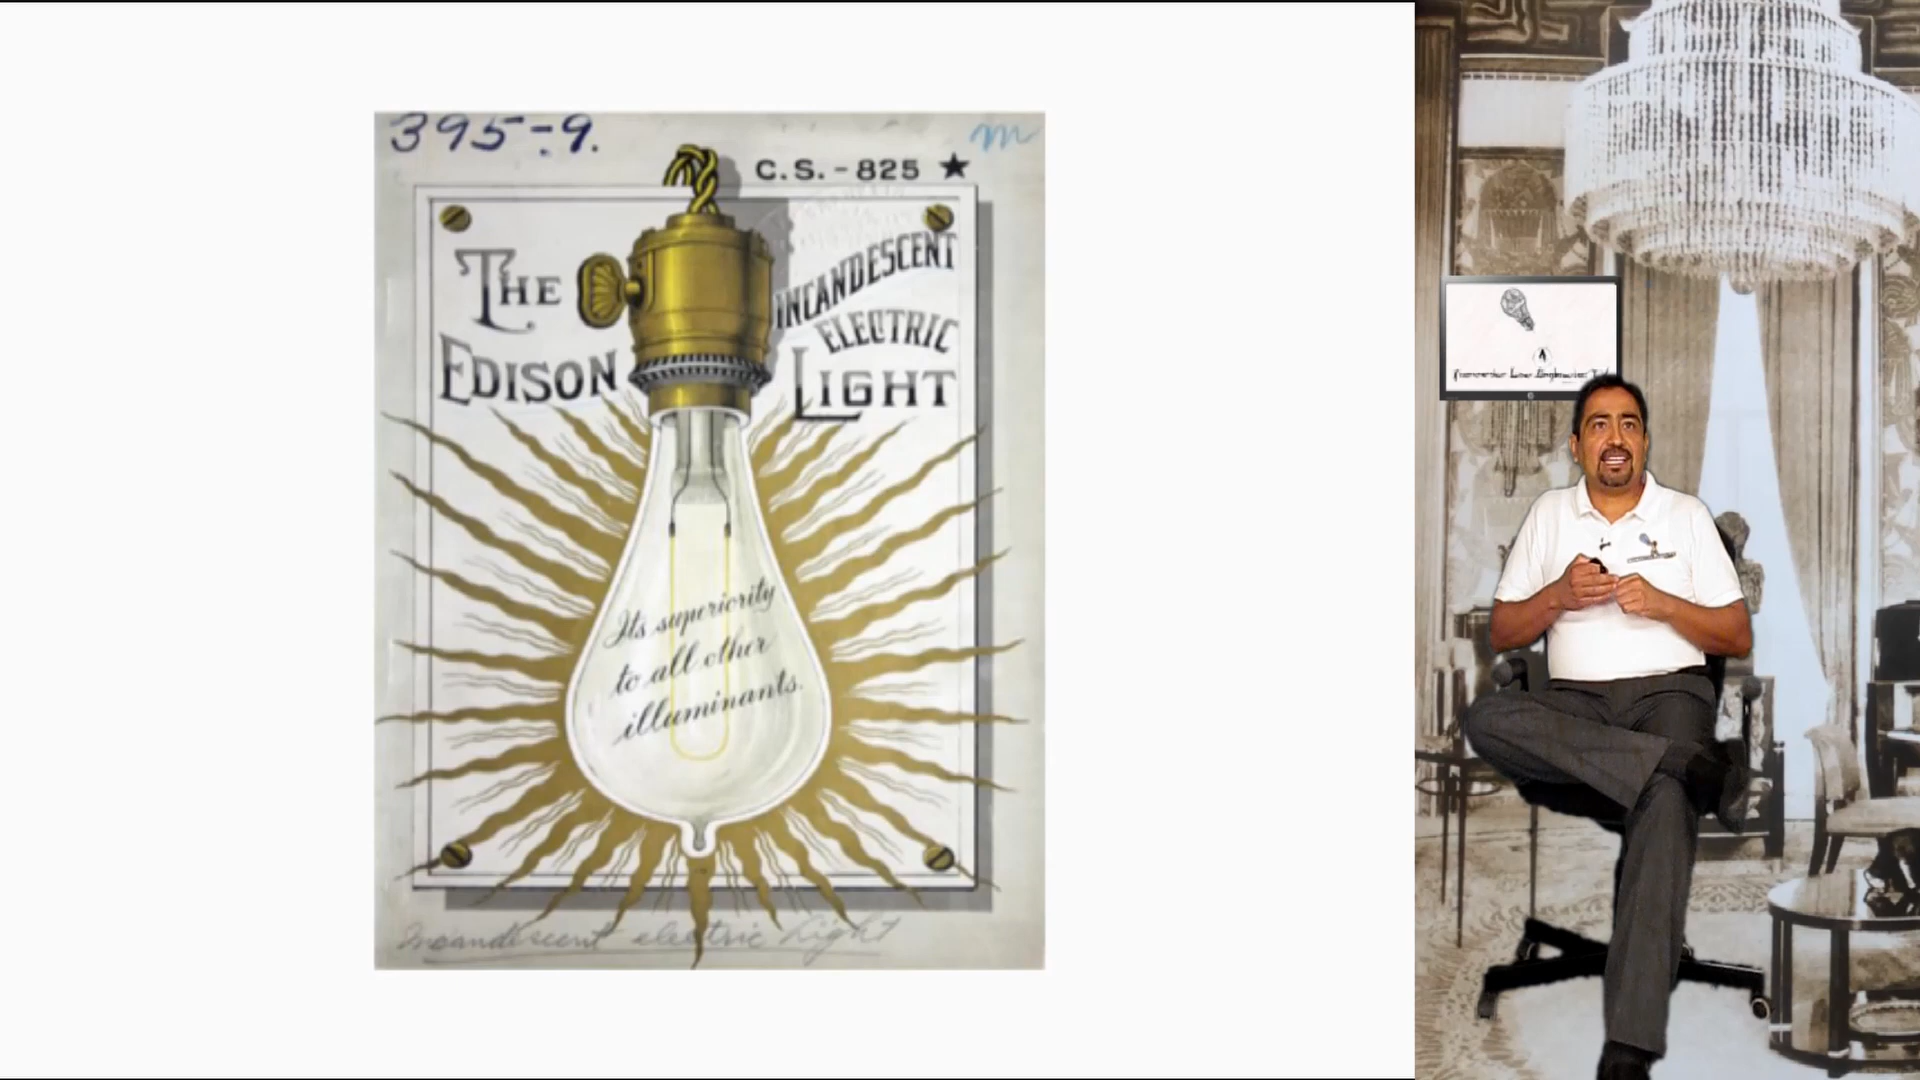 395-9.
m
C.S.-825 ★
THE
EDISON
INCANDESCENT
ELECTRIC
LIGHT
Its superiority
to all other
illuminants.
Incandescent electric light